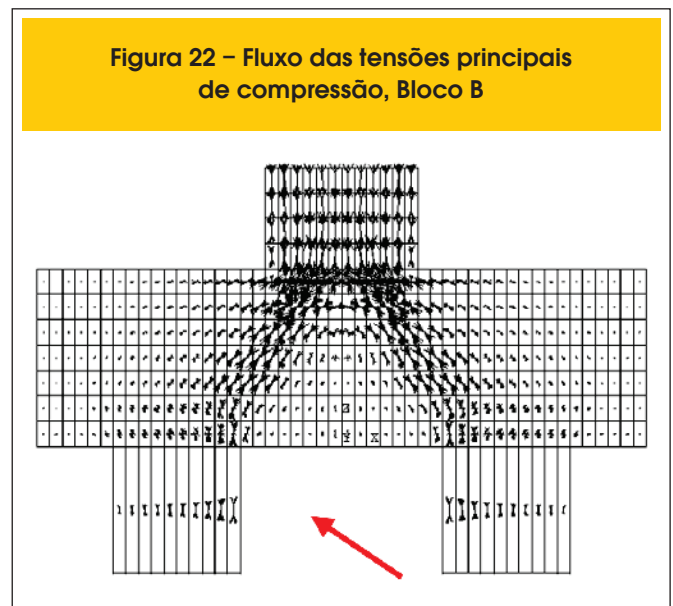 Figura 22 – Fluxo das tensões principais
de compressão, Bloco B
Z
Y X